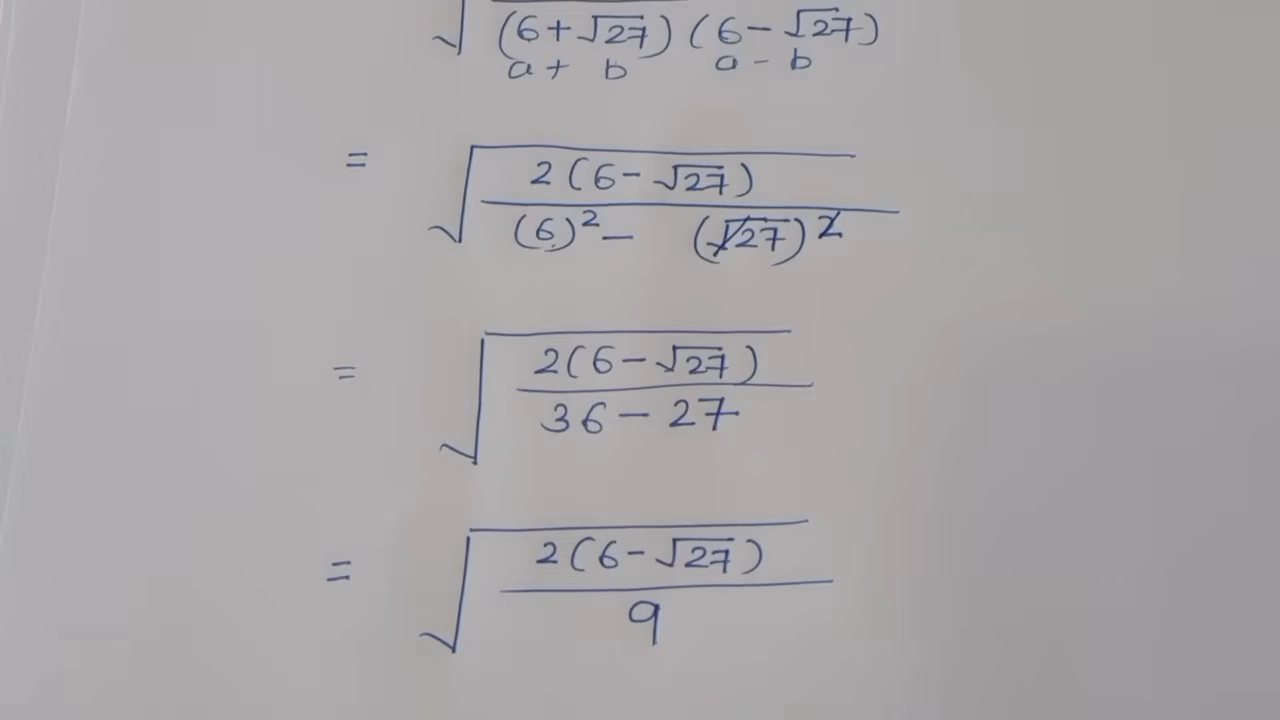 √ (6+√27) (6-√27)
a + b a - b
= √ 2(6-√27) / (6)² - (√27)²
= √ 2(6-√27) / 36 - 27
= √ 2(6-√27) / 9